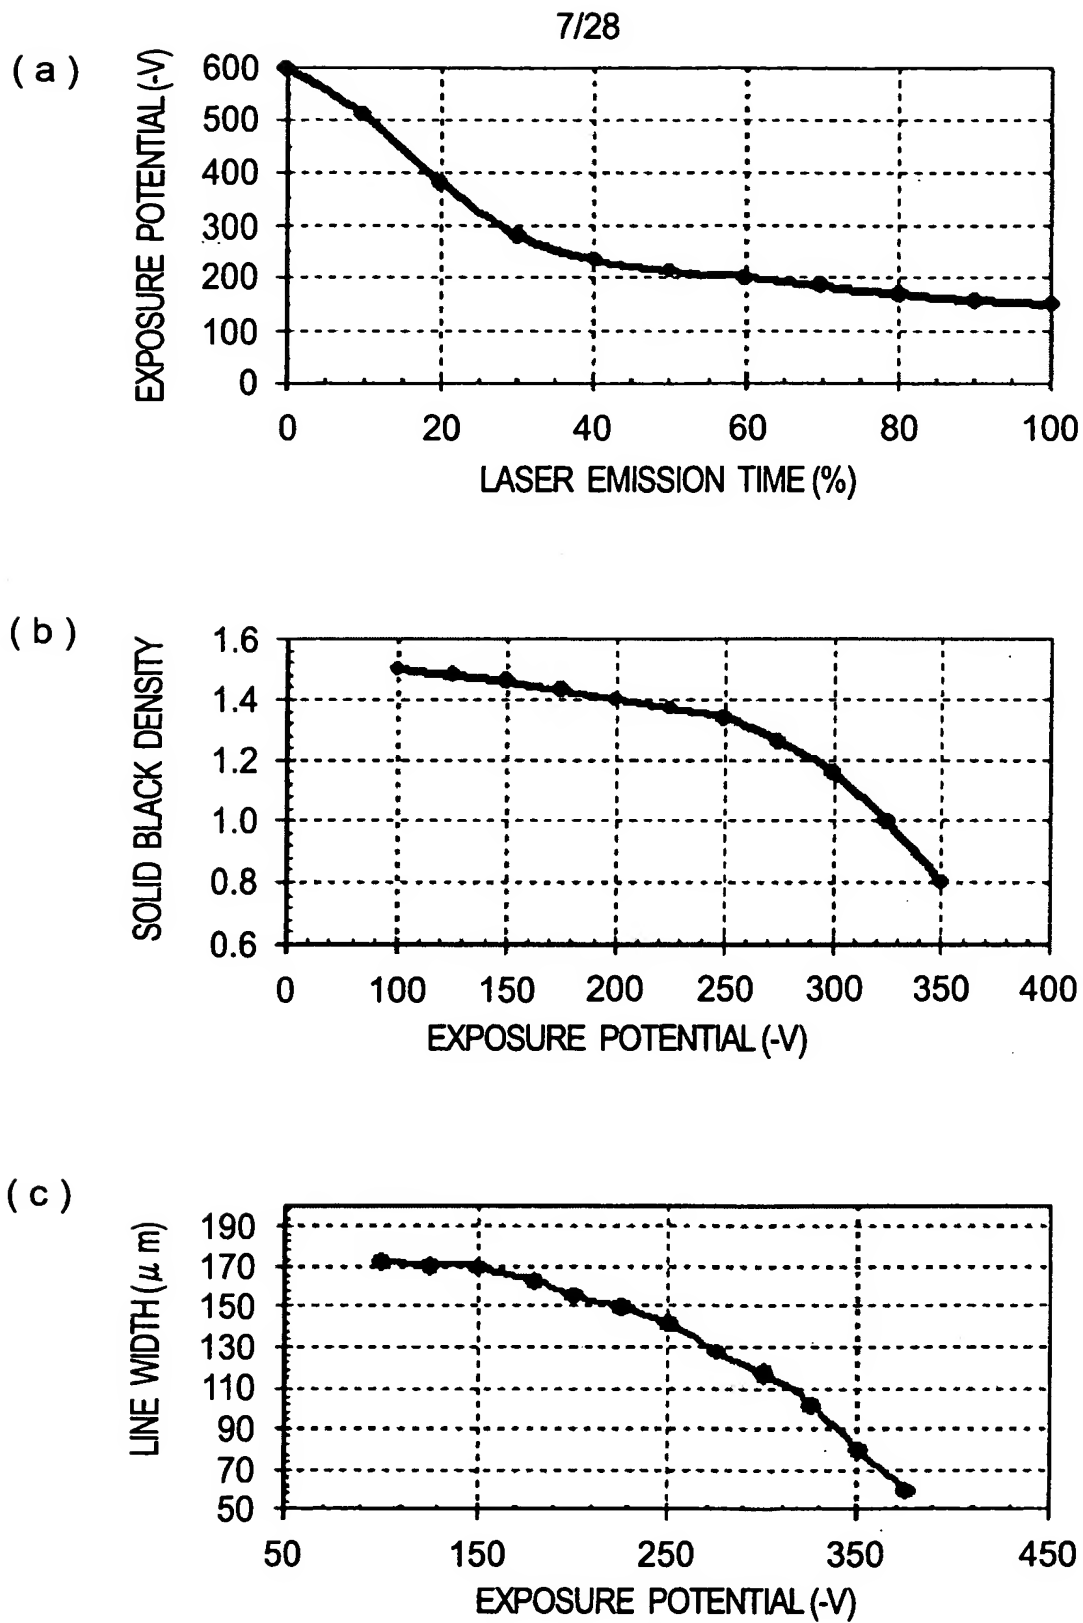 7/28
(a)
EXPOSURE POTENTIAL (-V)
600
500
400
300
200
100
0
0 20 40 60 80 100
LASER EMISSION TIME (%)
(b)
SOLID BLACK DENSITY
1.6
1.4
1.2
1.0
0.8
0.6
0 100 150 200 250 300 350 400
EXPOSURE POTENTIAL (-V)
(c)
LINE WIDTH (μm)
190
170
150
130
110
90
70
50
50 150 250 350 450
EXPOSURE POTENTIAL (-V)